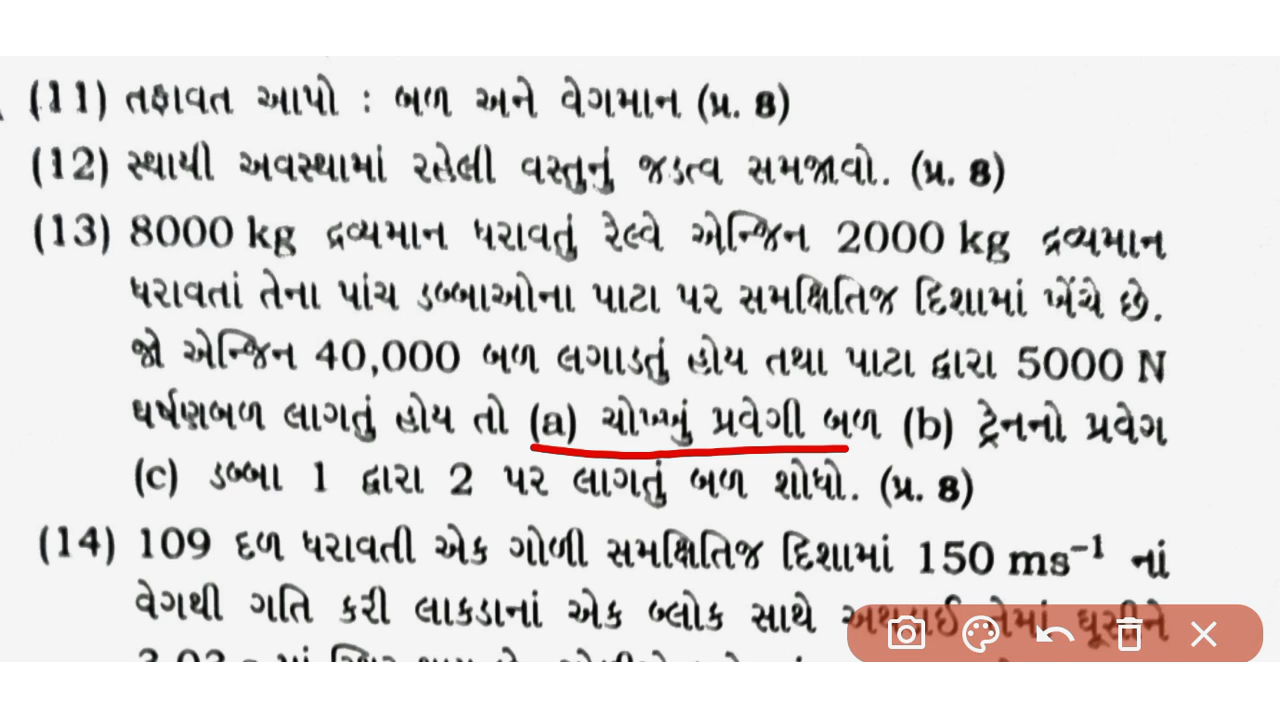 (11) તફાવત આપો : બળ અને વેગમાન (પ્ર. 8)
(12) સ્થાયી અવસ્થામાં રહેલી વસ્તુનું જડત્વ સમજાવો. (પ્ર. 8)
(13) 8000 kg દ્રવ્યમાન ધરાવતું રેલ્વે એન્જિન 2000 kg દ્રવ્યમાન
ધરાવતાં તેના પાંચ ડબ્બાઓના પાટા પર સમક્ષિતિજ દિશામાં ખેંચે છે.
જો એન્જિન 40,000 બળ લગાડતું હોય તથા પાટા દ્વારા 5000 N
ઘર્ષણબળ લાગતું હોય તો (a) ચોખ્ખું પ્રવેગી બળ (b) ટ્રેનનો પ્રવેગ
(c) ડબ્બા 1 દ્વારા 2 પર લાગતું બળ શોધો. (પ્ર. 8)
(14) 109 દળ ધરાવતી એક ગોળી સમક્ષિતિજ દિશામાં 150 ms⁻¹ નાં
વેગથી ગતિ કરી લાકડાનાં એક બ્લોક સાથે અથડાઈ તેમાં ઘૂસીને